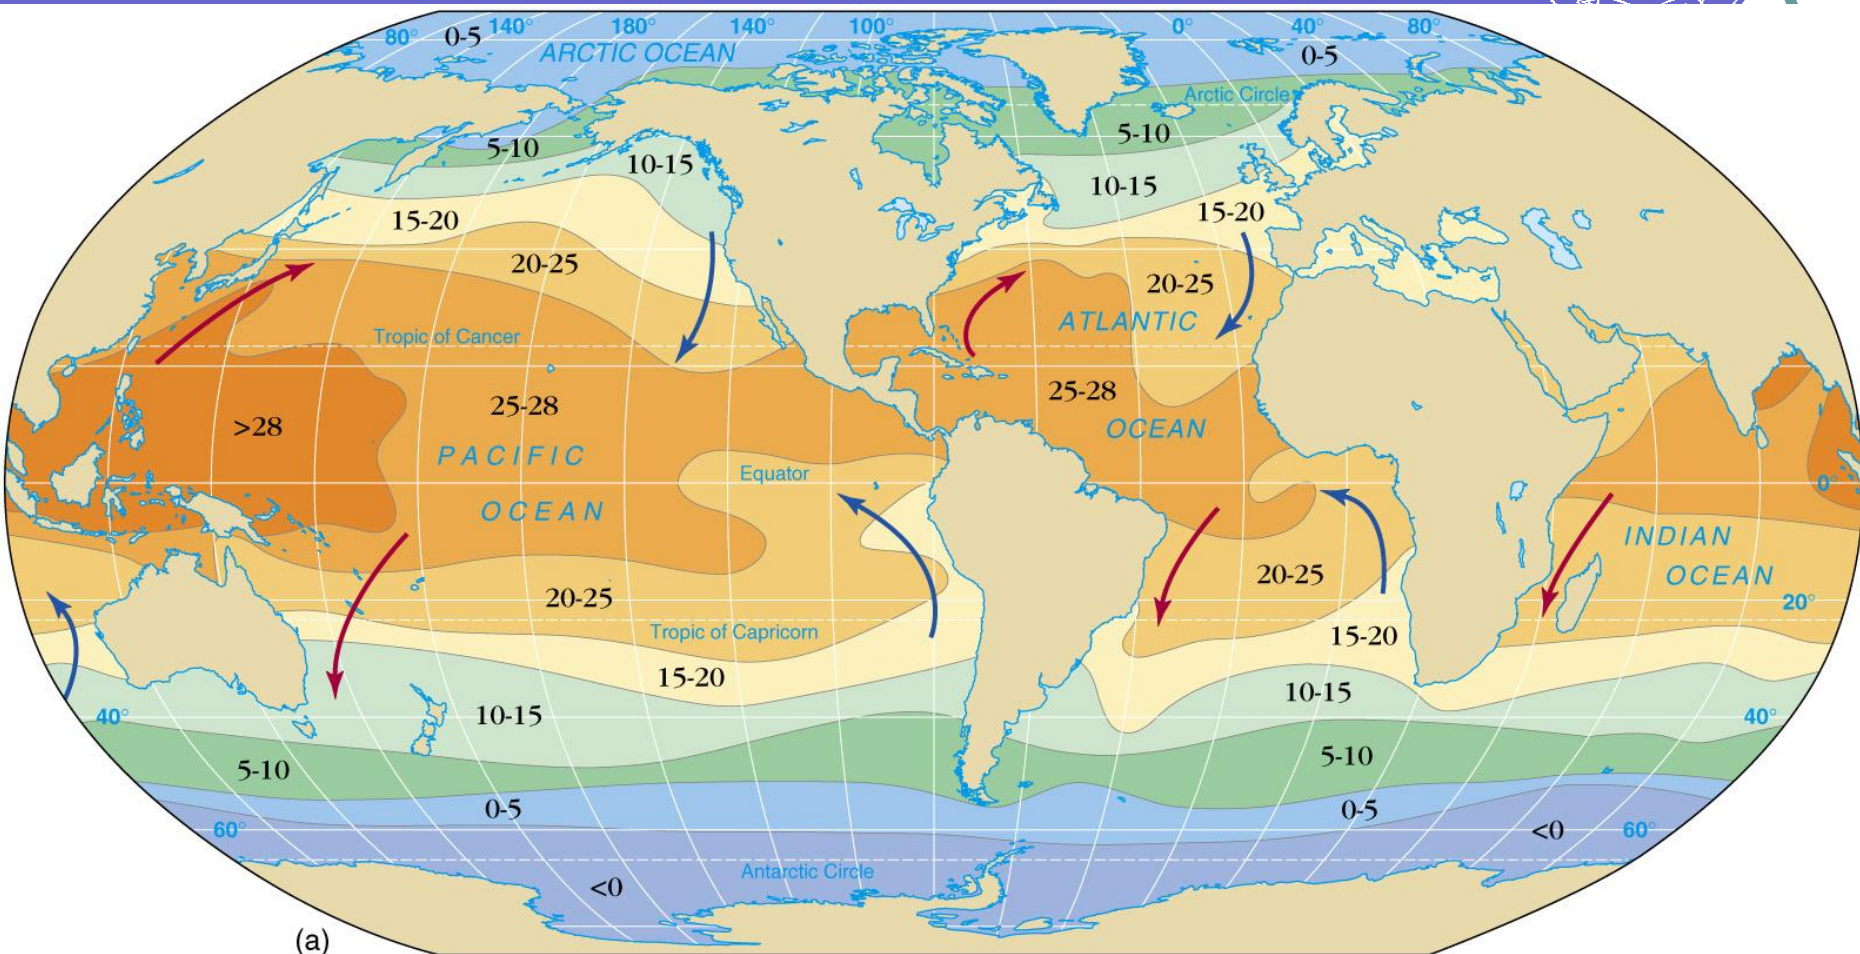 80° 0-5 140° 180° 140° 100° 0° 40° 80°
ARCTIC OCEAN
0-5
Arctic Circle
5-10
5-10
10-15
10-15
15-20
15-20
20-25
20-25
ATLANTIC
Tropic of Cancer
25-28
25-28
>28
OCEAN
PACIFIC
Equator
0°
OCEAN
INDIAN
OCEAN
20-25
20-25
20°
Tropic of Capricorn
15-20
15-20
10-15
40°
10-15
40°
5-10
5-10
0-5
0-5
60°
<0
60°
Antarctic Circle
<0
(a)